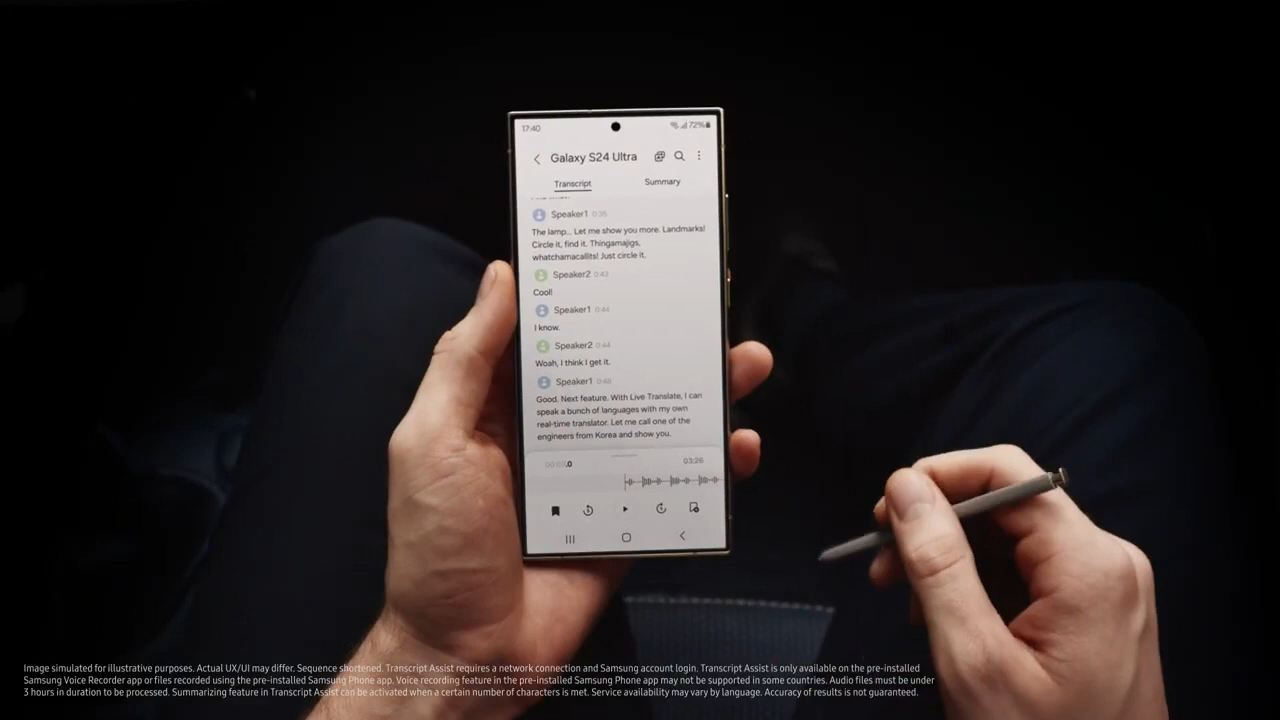 17:40
72%
Galaxy S24 Ultra
Transcript Summary
Speaker1 0:35
The lamp... Let me show you more. Landmarks!
Circle it, find it. Thingamajigs,
whatchamacallits! Just circle it.
Speaker2 0:43
Cool!
Speaker1 0:44
I know.
Speaker2 0:44
Woah, I think I get it.
Speaker1 0:48
Good. Next feature. With Live Translate, I can
speak a bunch of languages with my own
real-time translator. Let me call one of the
engineers from Korea and show you.
03:26
Image simulated for illustrative purposes. Actual UX/UI may differ. Sequence shortened. Transcript Assist requires a network connection and Samsung account login. Transcript Assist is only available on the pre-installed
Samsung Voice Recorder app or files recorded using the pre-installed Samsung Phone app. Voice recording feature in the pre-installed Samsung Phone app may not be supported in some countries. Audio files must be under
3 hours in duration to be processed. Summarizing feature in Transcript Assist can be activated when a certain number of characters is met. Service availability may vary by language. Accuracy of results is not guaranteed.